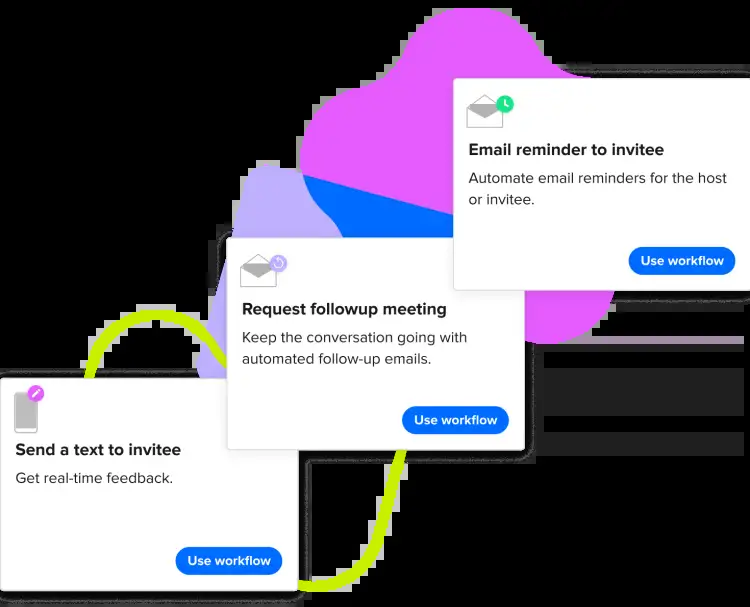 Email reminder to invitee
Automate email reminders for the host
or invitee.
Use workflow
Request followup meeting
Keep the conversation going with
automated follow-up emails.
Use workflow
Send a text to invitee
Get real-time feedback.
Use workflow